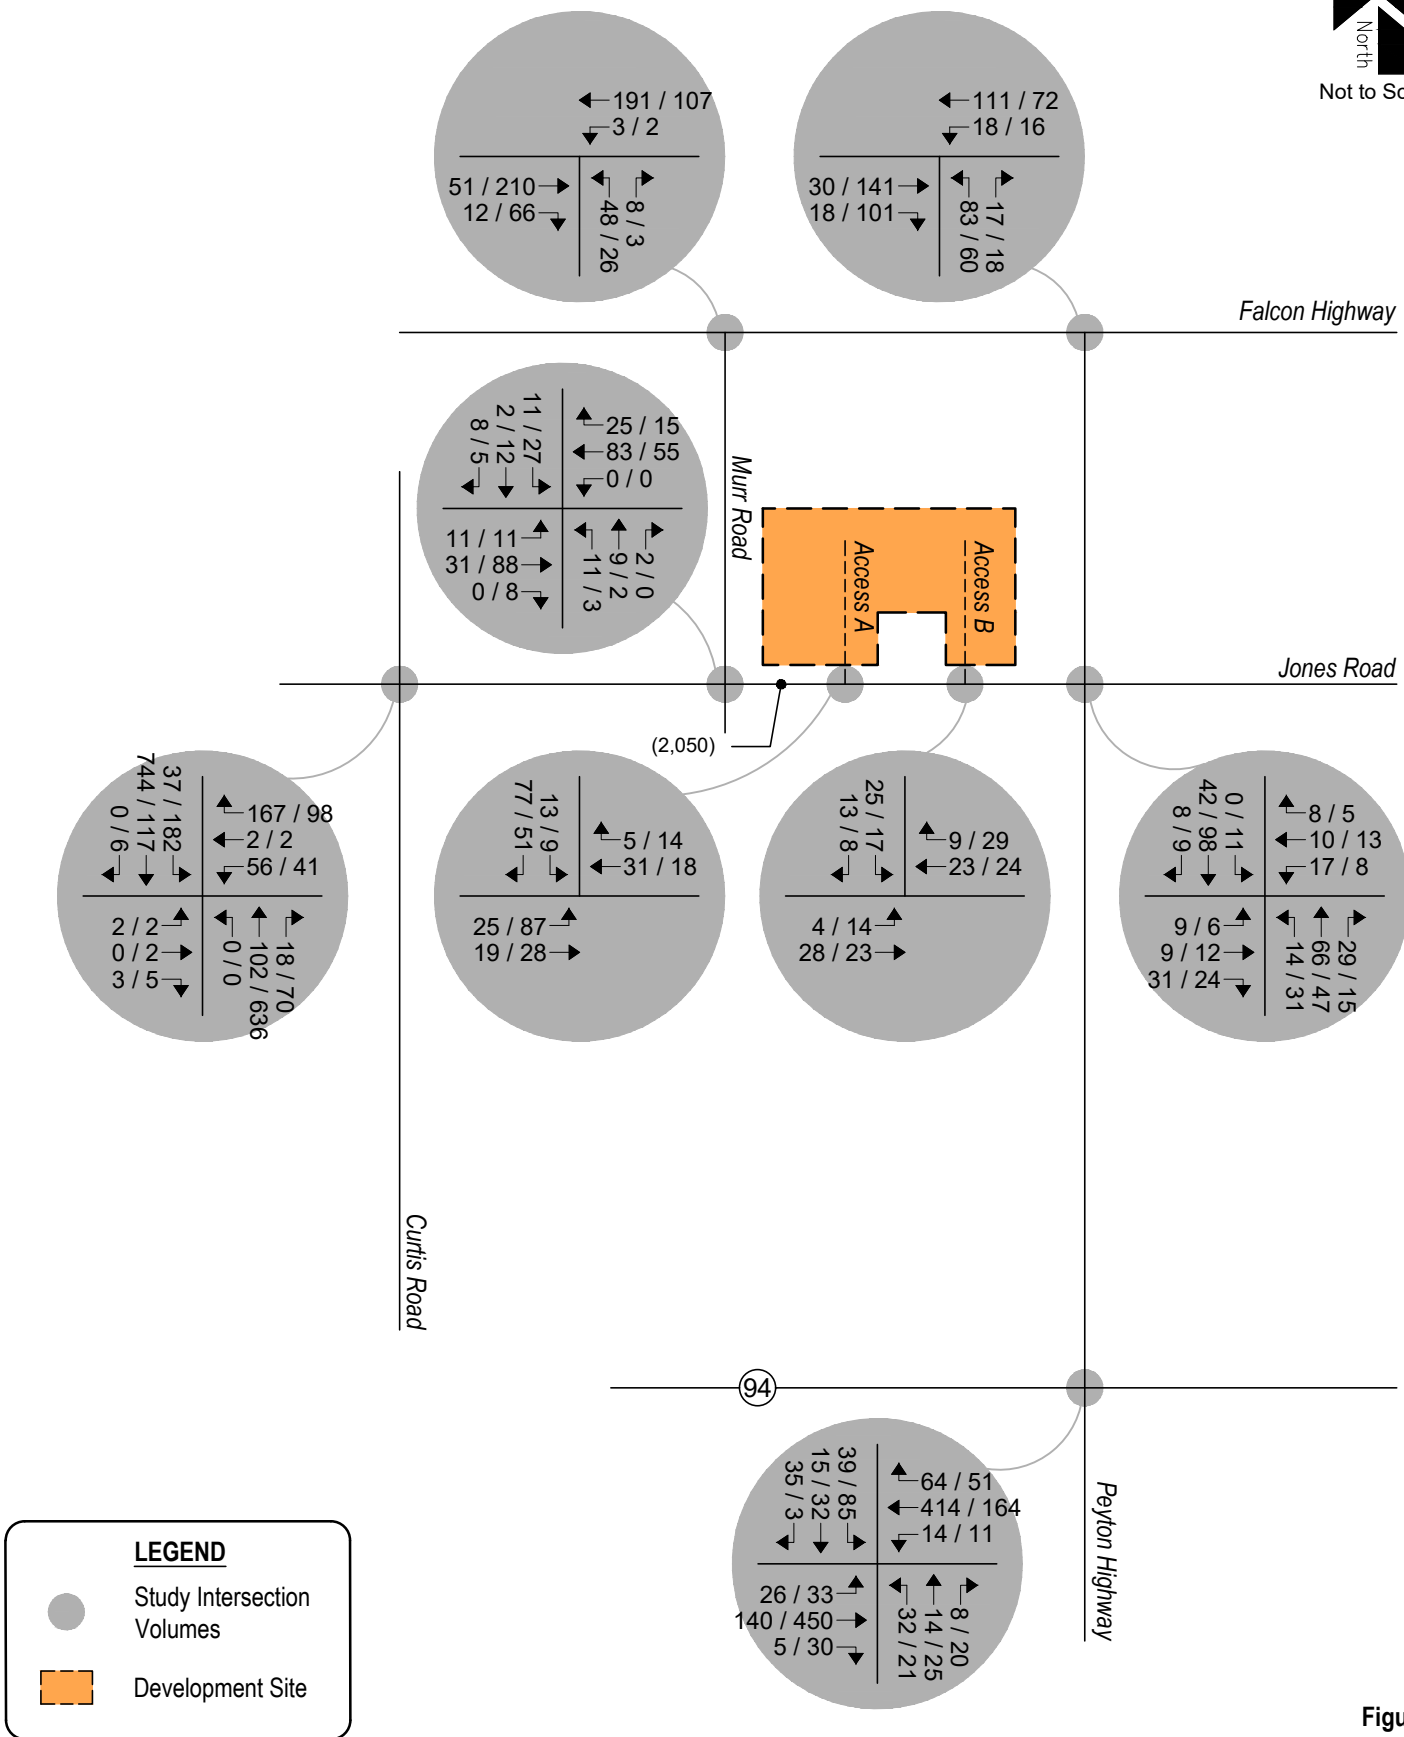 North
Not to Sc
191 / 107
3 / 2
51 / 210
12 / 66
8 / 3
48 / 26
111 / 72
18 / 16
30 / 141
18 / 101
17 / 18
83 / 60
Falcon Highway
11 / 27
2 / 12
8 / 5
25 / 15
83 / 55
0 / 0
11 / 11
31 / 88
0 / 8
2 / 0
9 / 2
11 / 3
Murr Road
Access A
Access B
Jones Road
(2,050)
37 / 182
744 / 117
0 / 6
167 / 98
2 / 2
56 / 41
2 / 2
0 / 2
3 / 5
18 / 70
102 / 636
0 / 0
13 / 9
77 / 51
5 / 14
31 / 18
25 / 87
19 / 28
25 / 17
13 / 8
9 / 29
23 / 24
4 / 14
28 / 23
0 / 11
42 / 98
8 / 9
8 / 5
10 / 13
17 / 8
9 / 6
9 / 12
31 / 24
29 / 15
66 / 47
14 / 31
Curtis Road
94
39 / 85
15 / 32
35 / 3
64 / 51
414 / 164
14 / 11
26 / 33
140 / 450
5 / 30
8 / 20
14 / 25
32 / 21
Peyton Highway
LEGEND
Study Intersection
Volumes
Development Site
Figu